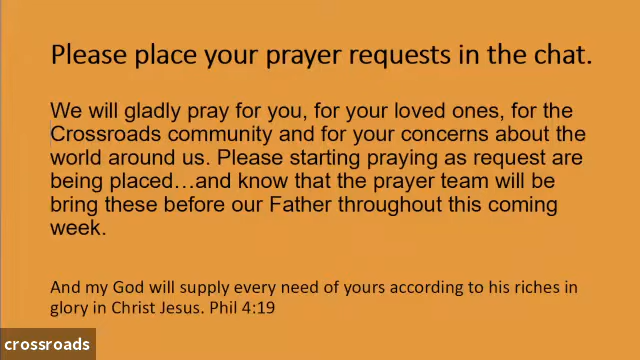 Please place your prayer requests in the chat.
We will gladly pray for you, for your loved ones, for the
Crossroads community and for your concerns about the
world around us. Please starting praying as request are
being placed…and know that the prayer team will be
bring these before our Father throughout this coming
week.
And my God will supply every need of yours according to his riches in
glory in Christ Jesus. Phil 4:19
crossroads